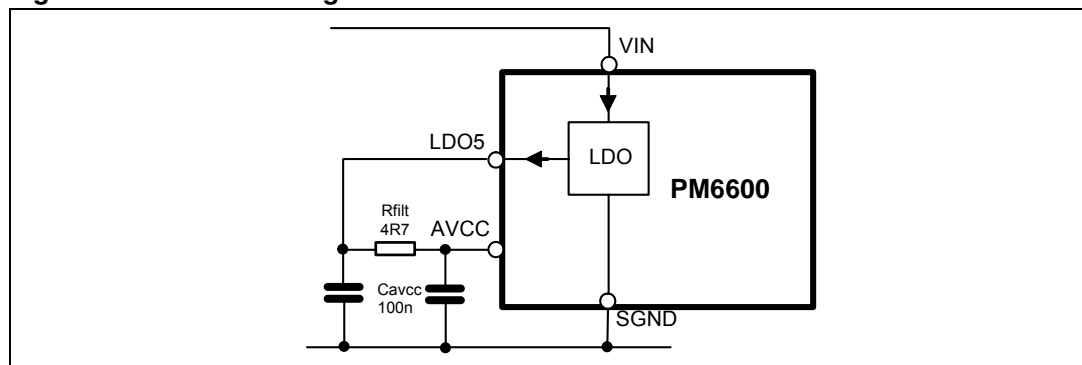 VIN
LDO5
LDO
PM6600
Rfilt
4R7
AVCC
Cavcc
100n
SGND